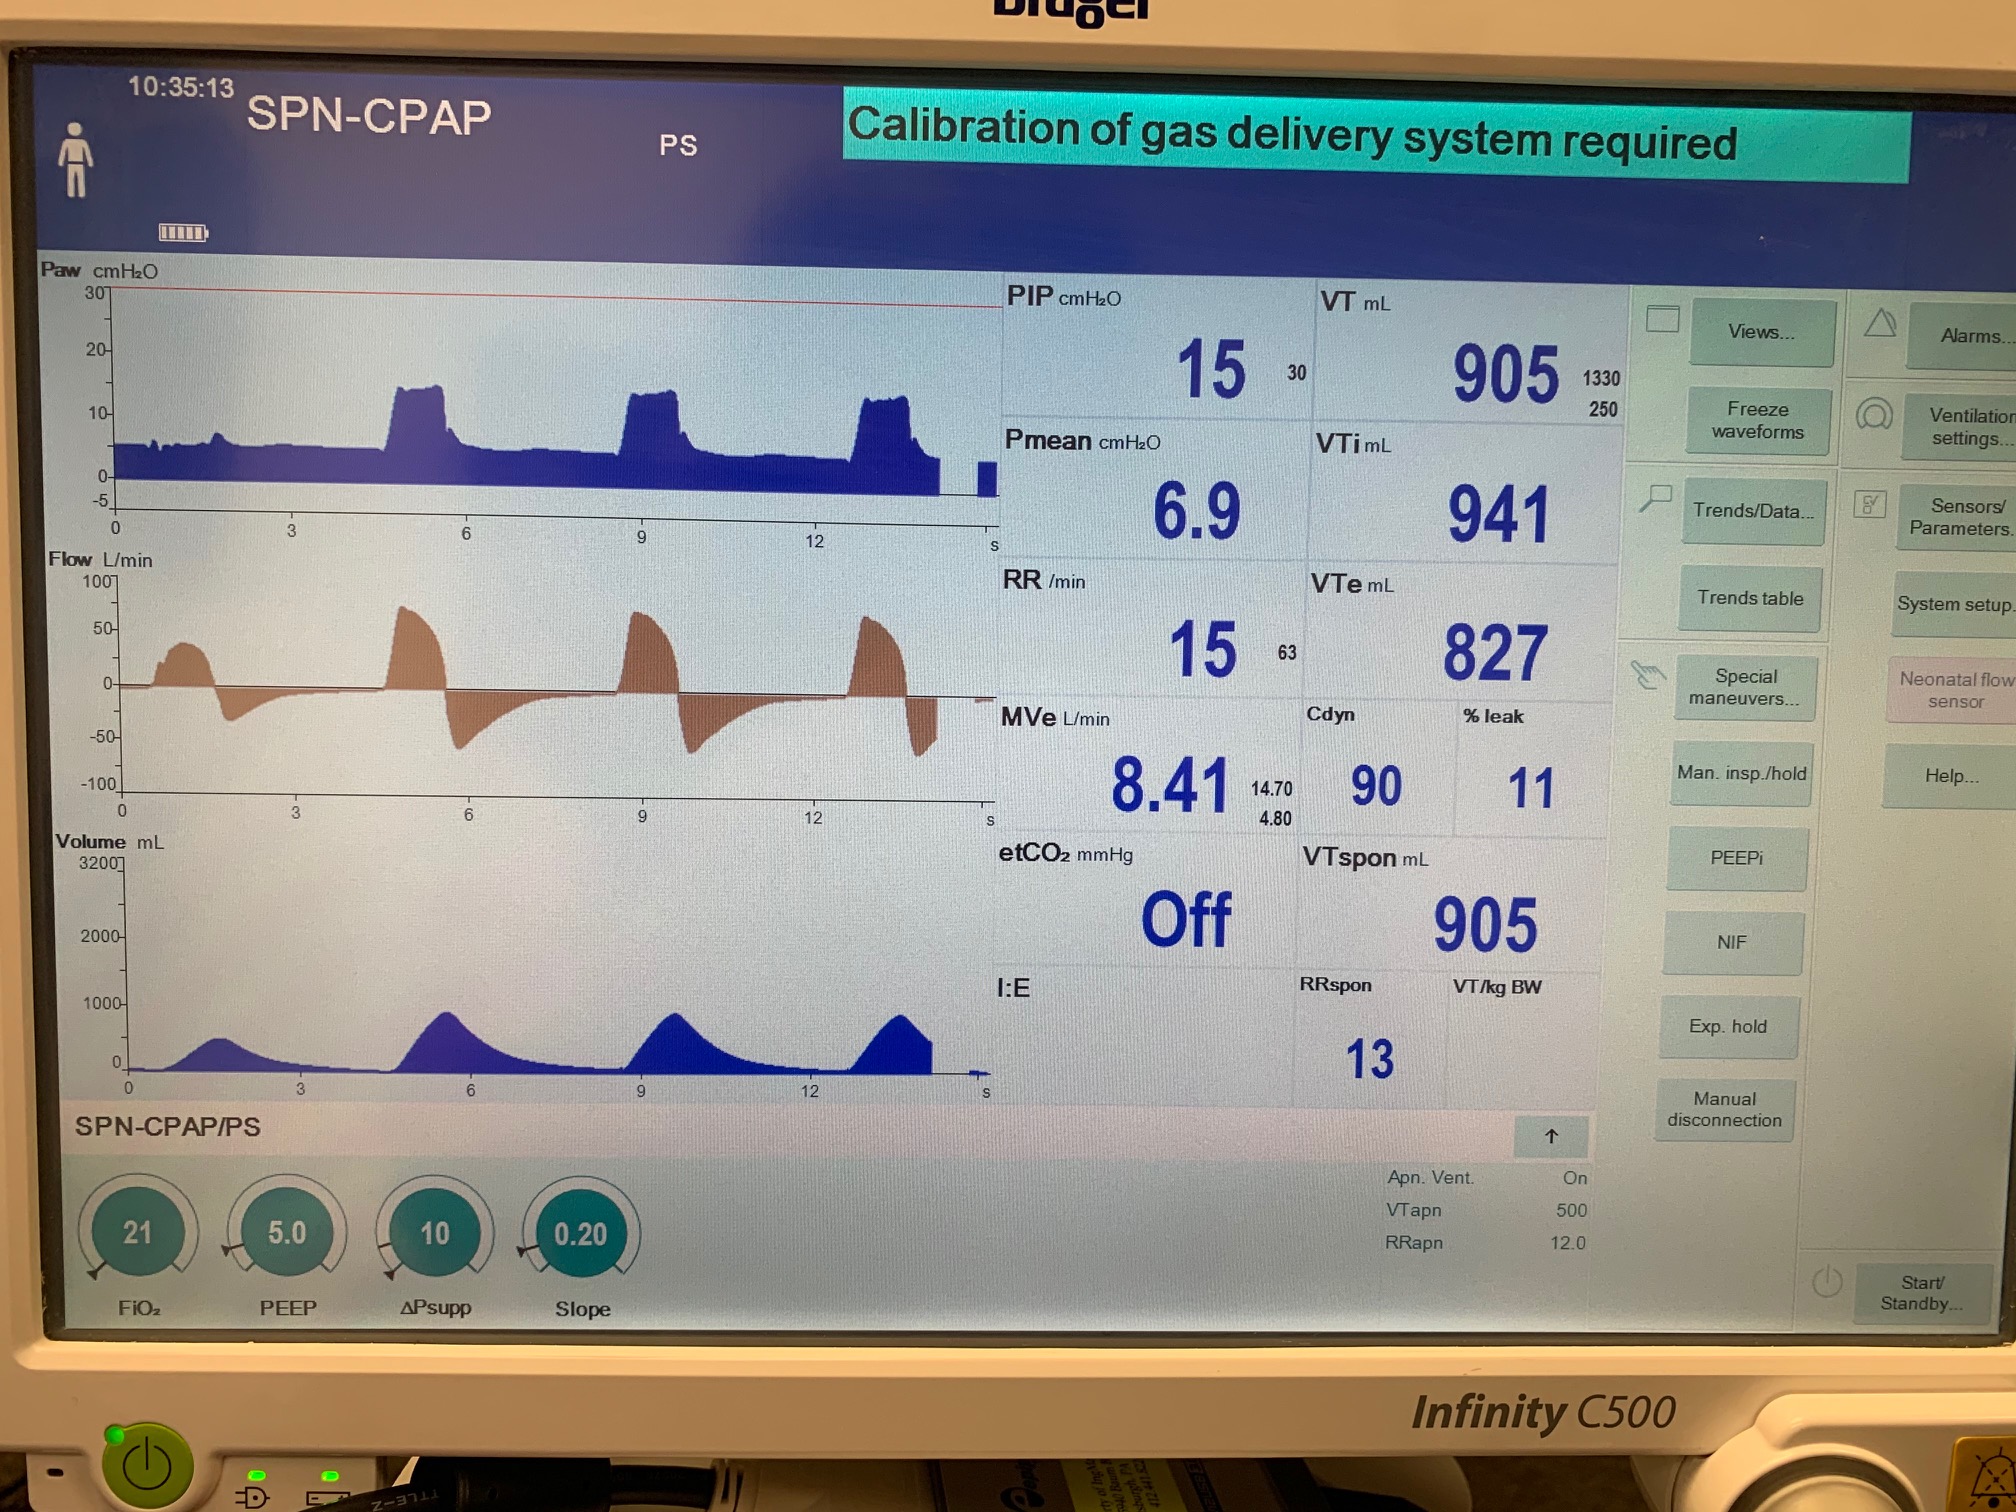 Dräger
10:35:13
SPN-CPAP
PS
Calibration of gas delivery system required
Paw cmH₂O
30
20
10
0
-5
0 3 6 9 12 s
Flow L/min
100
50
0
-50
-100
0 3 6 9 12 s
Volume mL
3200
2000
1000
0
0 3 6 9 12 s
PIP cmH₂O
15 30
VT mL
905 1330
250
Pmean cmH₂O
6.9
VTi mL
941
RR /min
15 63
VTe mL
827
MVe L/min
8.41 14.70
4.80
Cdyn
90
% leak
11
etCO₂ mmHg
Off
VTspon mL
905
I:E
RRspon
13
VT/kg BW
Views...
Freeze
waveforms
Trends/Data...
Trends table
Special
maneuvers...
Man. insp./hold
PEEPi
NIF
Exp. hold
Manual
disconnection
Alarms...
Ventilation
settings...
Sensors/
Parameters.
System setup.
Neonatal flow
sensor
Help...
Start/
Standby...
SPN-CPAP/PS
21
FiO₂
5.0
PEEP
10
ΔPsupp
0.20
Slope
Apn. Vent. On
VTapn 500
RRapn 12.0
Infinity C500